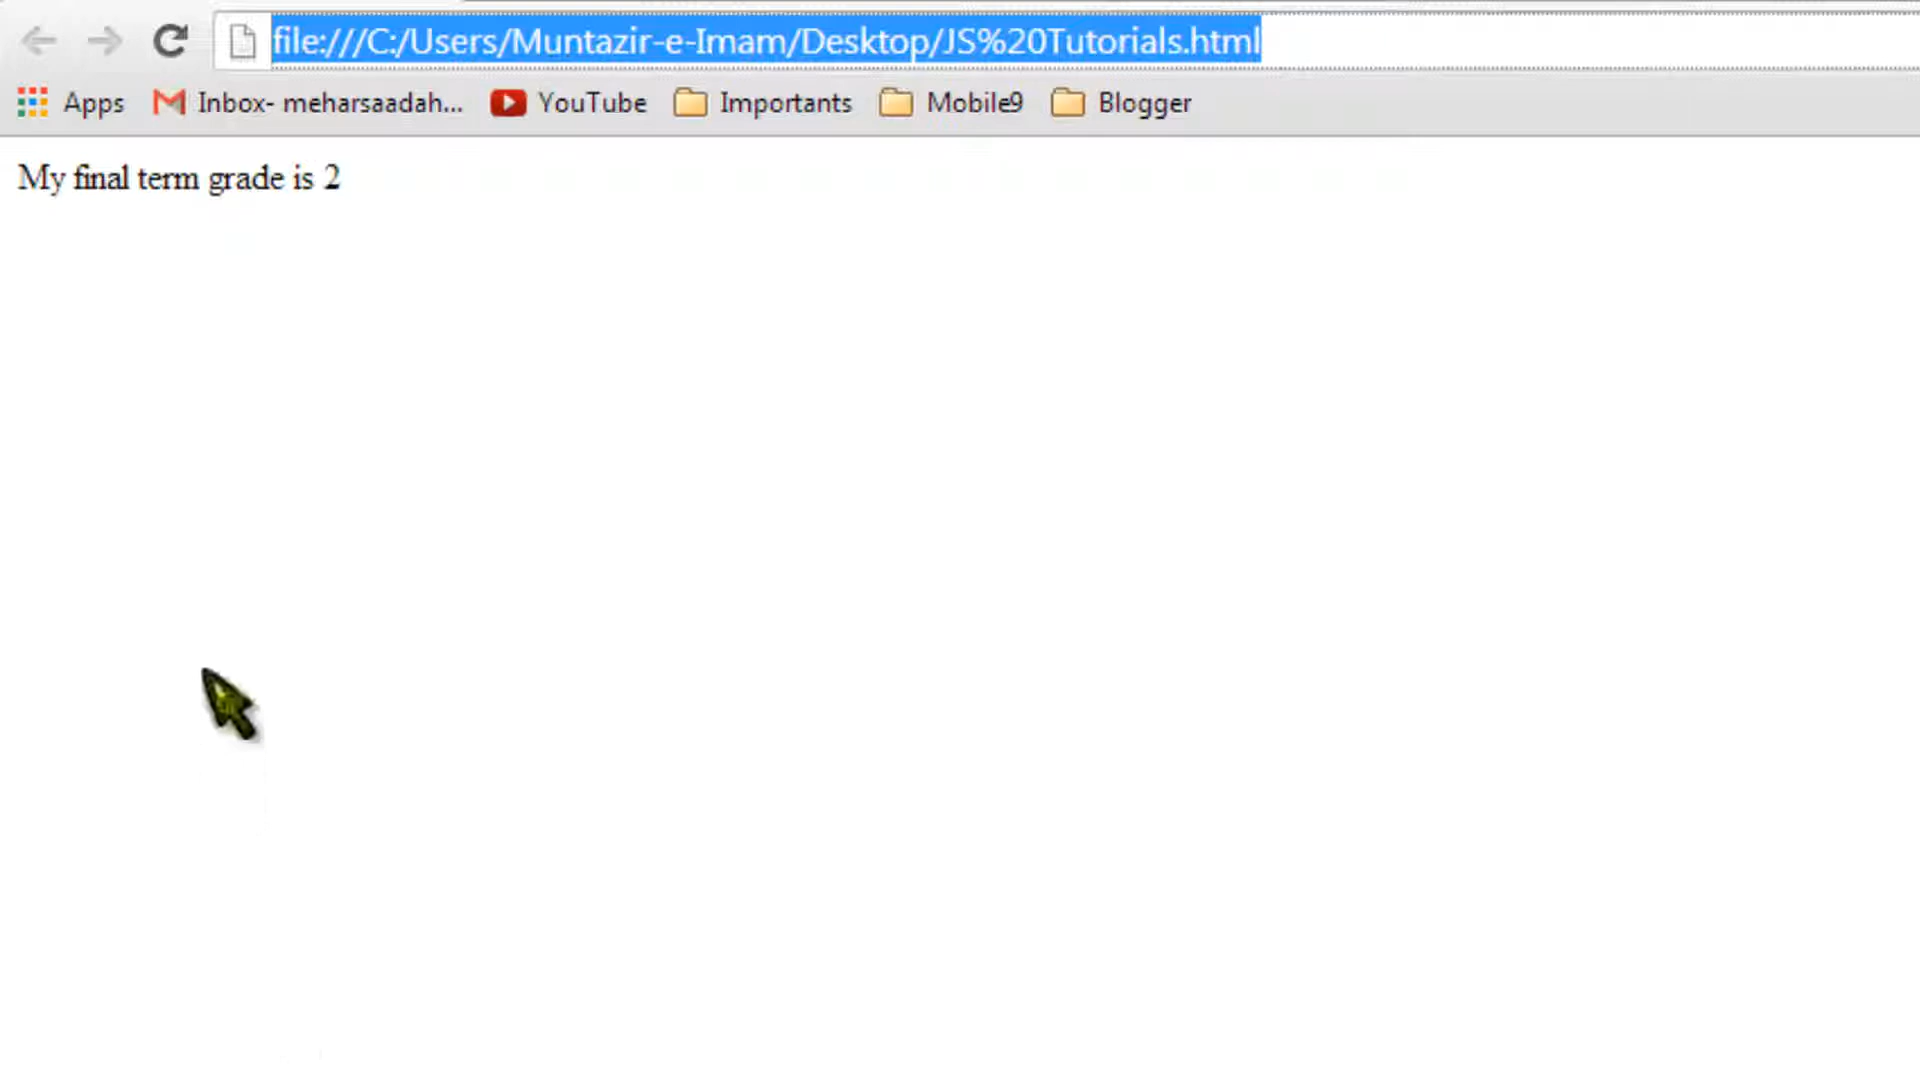 file:///C:/Users/Muntazir-e-Imam/Desktop/JS%20Tutorials.html
Apps Inbox- meharsaadah... YouTube Importants Mobile9 Blogger
My final term grade is 2